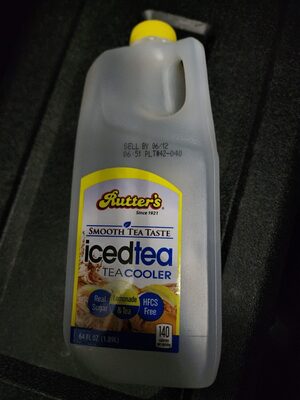 SELL BY 06/12
06:51 PLT#42-040
Rutter's
Since 1921
SMOOTH TEA TASTE
icedtea
TEA COOLER
Real Sugar
Lemonade & Tea
HFCS Free
140
64 FL OZ (1.89L)